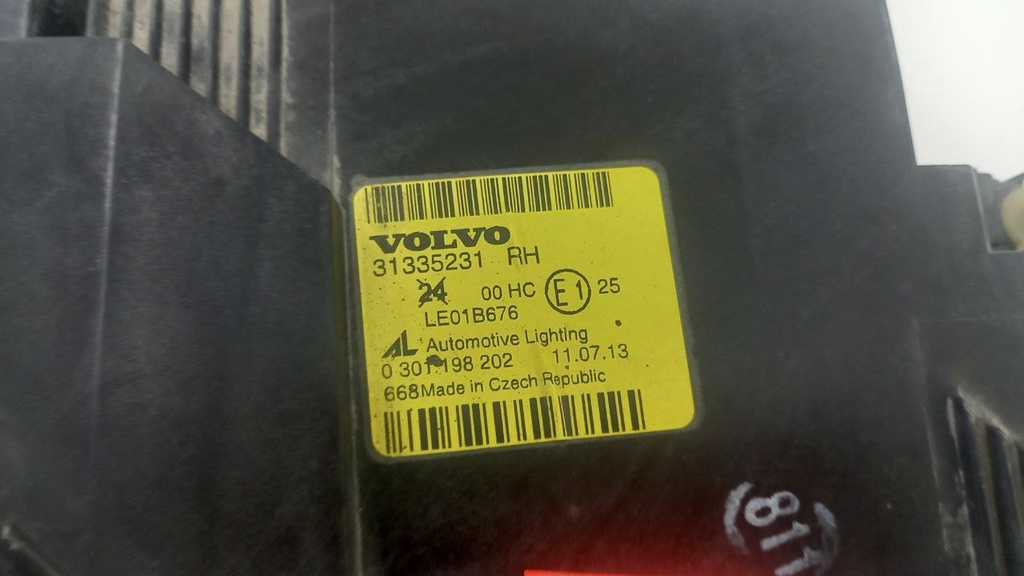 VOLVO
31335231 RH
24 00 HC E1 25
LE01B676
AL Automotive Lighting
0 301 198 202 11.07.13
668 Made in Czech Republic